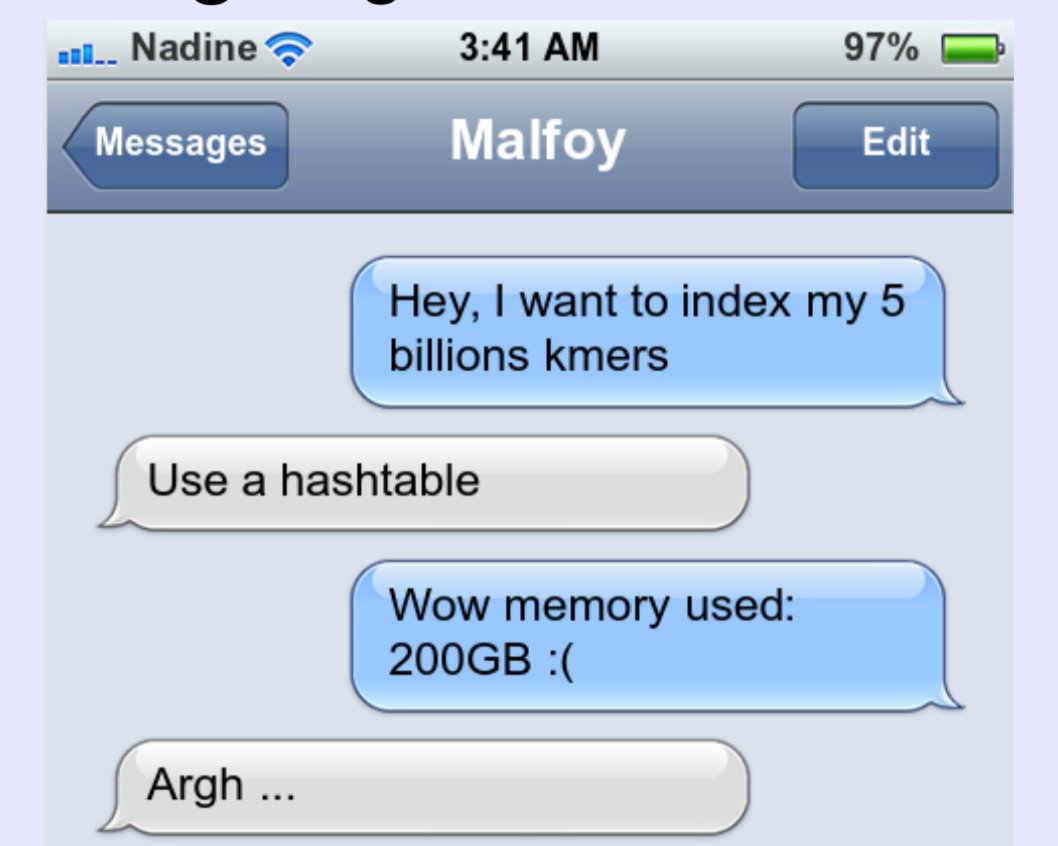 Nadine 3:41 AM 97%
Messages Malfoy Edit
Hey, I want to index my 5
billions kmers
Use a hashtable
Wow memory used:
200GB :(
Argh ...